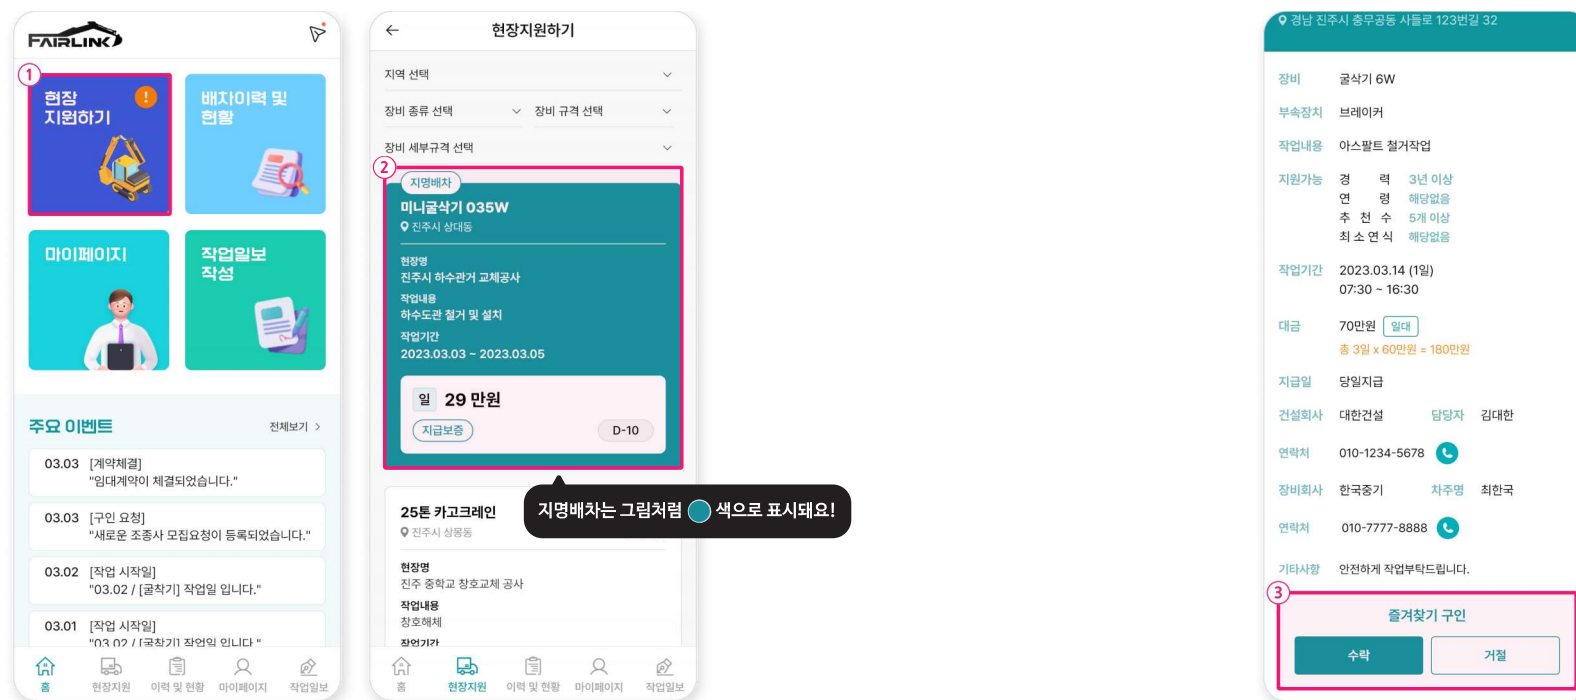 FAIRLINK
①
현장
지원하기
!
배차이력 및
현황
마이페이지
작업일보
작성
주요 이벤트
전체보기 >
03.03 [계약체결]
"임대계약이 체결되었습니다."
03.03 [구인 요청]
"새로운 조종사 모집요청이 등록되었습니다."
03.02 [작업 시작일]
"03.02 / [굴착기] 작업일 입니다."
03.01 [작업 시작일]
"03.02 / [굴착기] 작업일 입니다."
홈 현장지원 이력 및 현황 마이페이지 작업일보
← 현장지원하기
지역 선택
장비 종류 선택 장비 규격 선택
장비 세부규격 선택
②
지명배차
미니굴삭기 035W
진주시 상대동
현장명
진주시 하수관거 교체공사
작업내용
하수도관 철거 및 설치
작업기간
2023.03.03 ~ 2023.03.05
일 29 만원
지급보증 D-10
지명배차는 그림처럼 색으로 표시돼요!
25톤 카고크레인
진주시 상봉동
현장명
진주 중학교 창호교체 공사
작업내용
창호해체
작업기간
홈 현장지원 이력 및 현황 마이페이지 작업일보
경남 진주시 충무공동 사들로 123번길 32
장비 굴삭기 6W
부속장치 브레이커
작업내용 아스팔트 철거작업
지원가능 경 력 3년 이상
연 령 해당없음
추 천 수 5개 이상
최 소 연 식 해당없음
작업기간 2023.03.14 (1일)
07:30 ~ 16:30
대금 70만원 일대
총 3일 x 60만원 = 180만원
지급일 당일지급
건설회사 대한건설 담당자 김대한
연락처 010-1234-5678
장비회사 한국중기 차주명 최한국
연락처 010-7777-8888
기타사항 안전하게 작업부탁드립니다.
③
즐겨찾기 구인
수락 거절